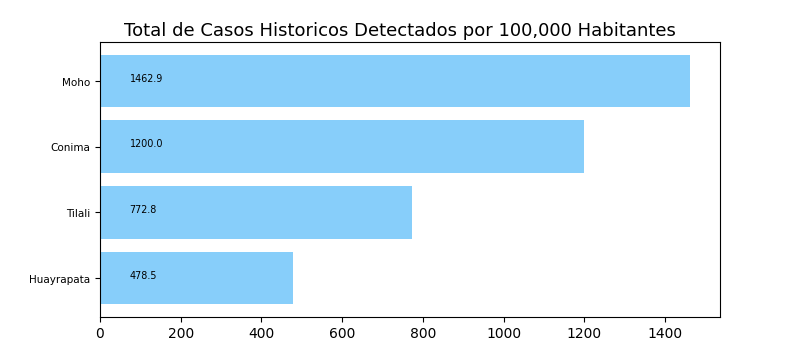 Total de Casos Historicos Detectados por 100,000 Habitantes
Moho 1462.9
Conima 1200.0
Tilali 772.8
Huayrapata 478.5
0 200 400 600 800 1000 1200 1400